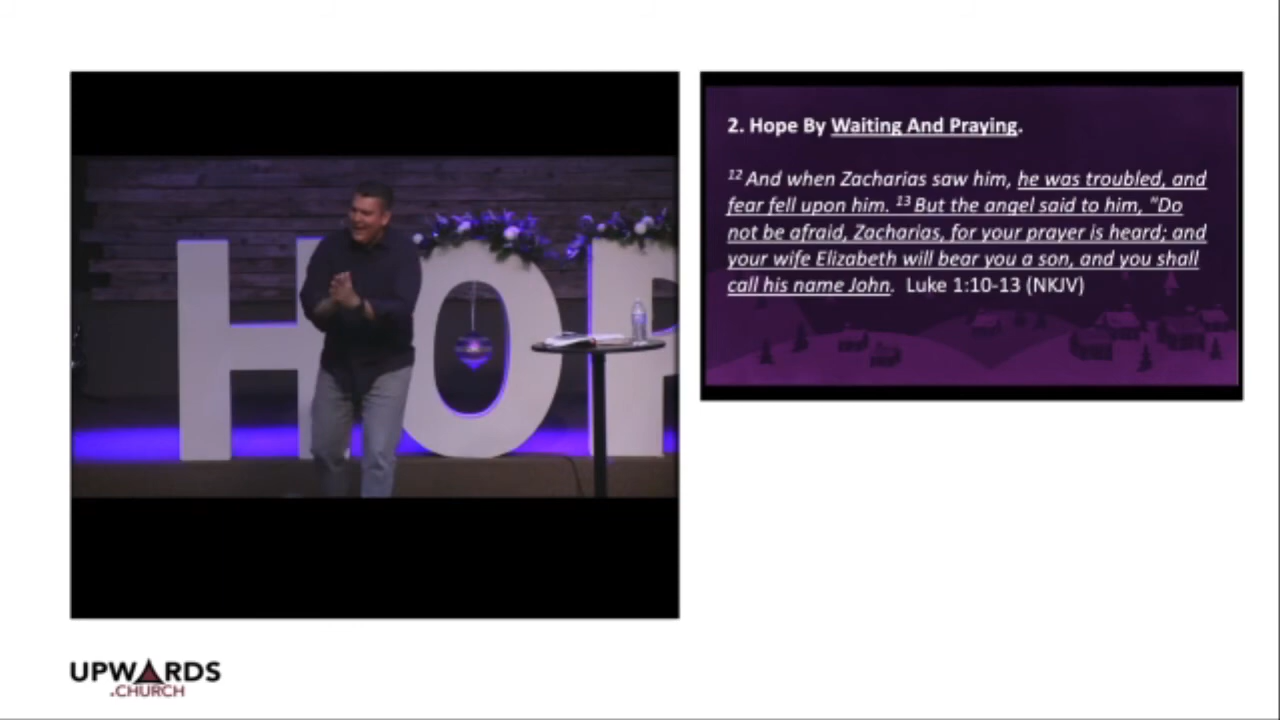 HOP
2. Hope By Waiting And Praying.
12 And when Zacharias saw him, he was troubled, and
fear fell upon him. 13 But the angel said to him, "Do
not be afraid, Zacharias, for your prayer is heard; and
your wife Elizabeth will bear you a son, and you shall
call his name John. Luke 1:10-13 (NKJV)
UPWARDS
.CHURCH